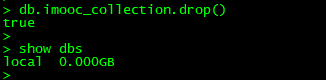 > db.imooc_collection.drop()
true
>
> show dbs
local  0.000GB
>